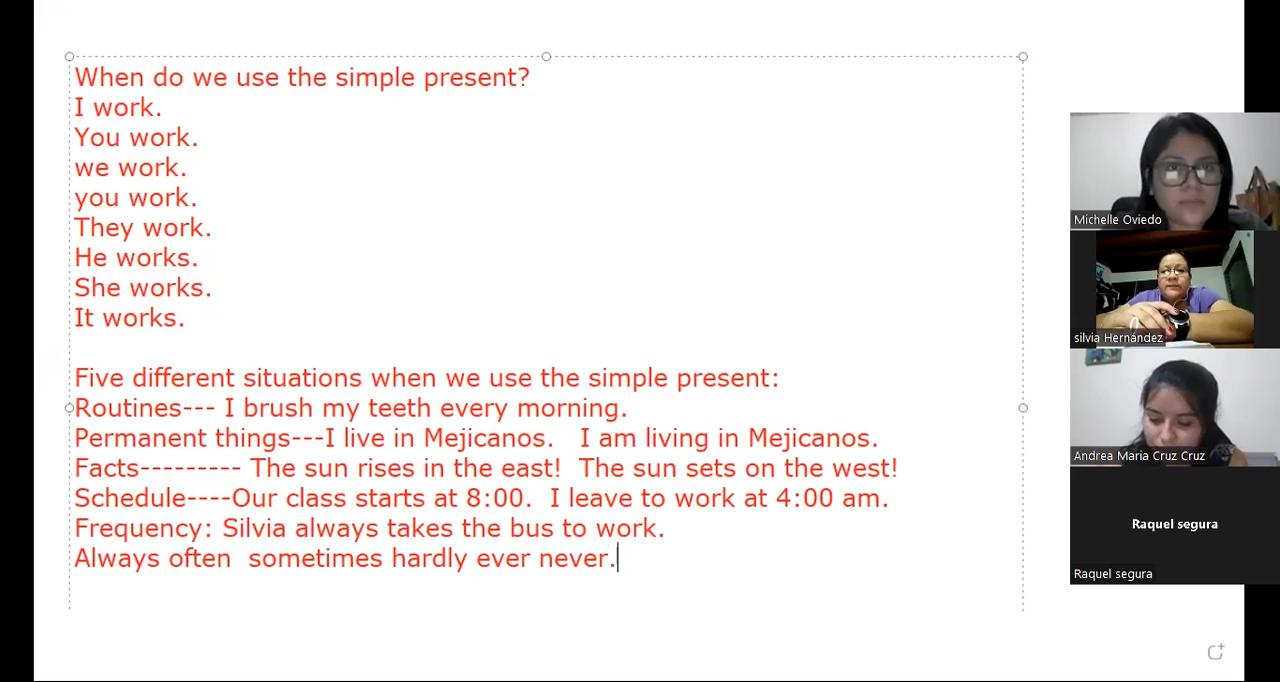 When do we use the simple present?
I work.
You work.
we work.
you work.
They work.
He works.
She works.
It works.
Five different situations when we use the simple present:
Routines--- I brush my teeth every morning.
Permanent things---I live in Mejicanos.   I am living in Mejicanos.
Facts--------- The sun rises in the east!  The sun sets on the west!
Schedule----Our class starts at 8:00.  I leave to work at 4:00 am.
Frequency: Silvia always takes the bus to work.
Always often  sometimes hardly ever never.
Michelle Oviedo
silvia Hernández
Andrea Maria Cruz Cruz
Raquel segura
Raquel segura